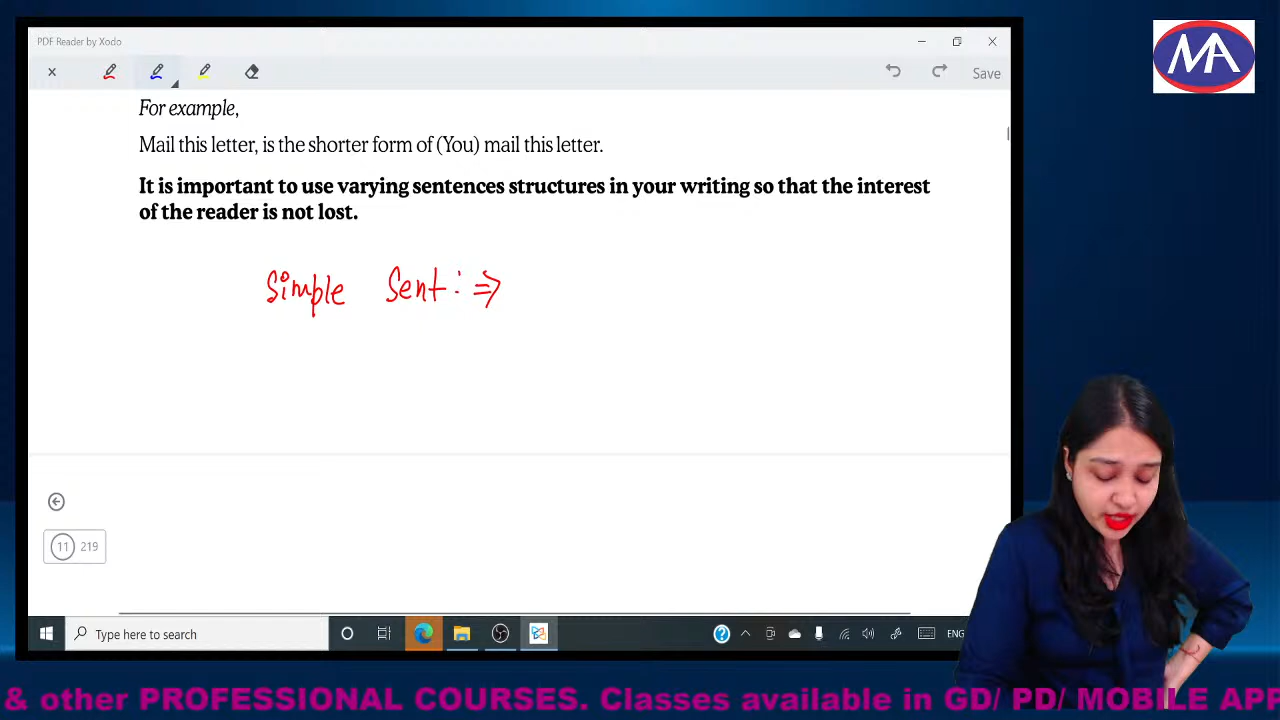 PDF Reader by Xodo
MA
Save
For example,
Mail this letter, is the shorter form of (You) mail this letter.
It is important to use varying sentences structures in your writing so that the interest
of the reader is not lost.
Simple Sent : ⇒
11 219
Type here to search
ENG
& other PROFESSIONAL COURSES. Classes available in GD/ PD/ MOBILE APP